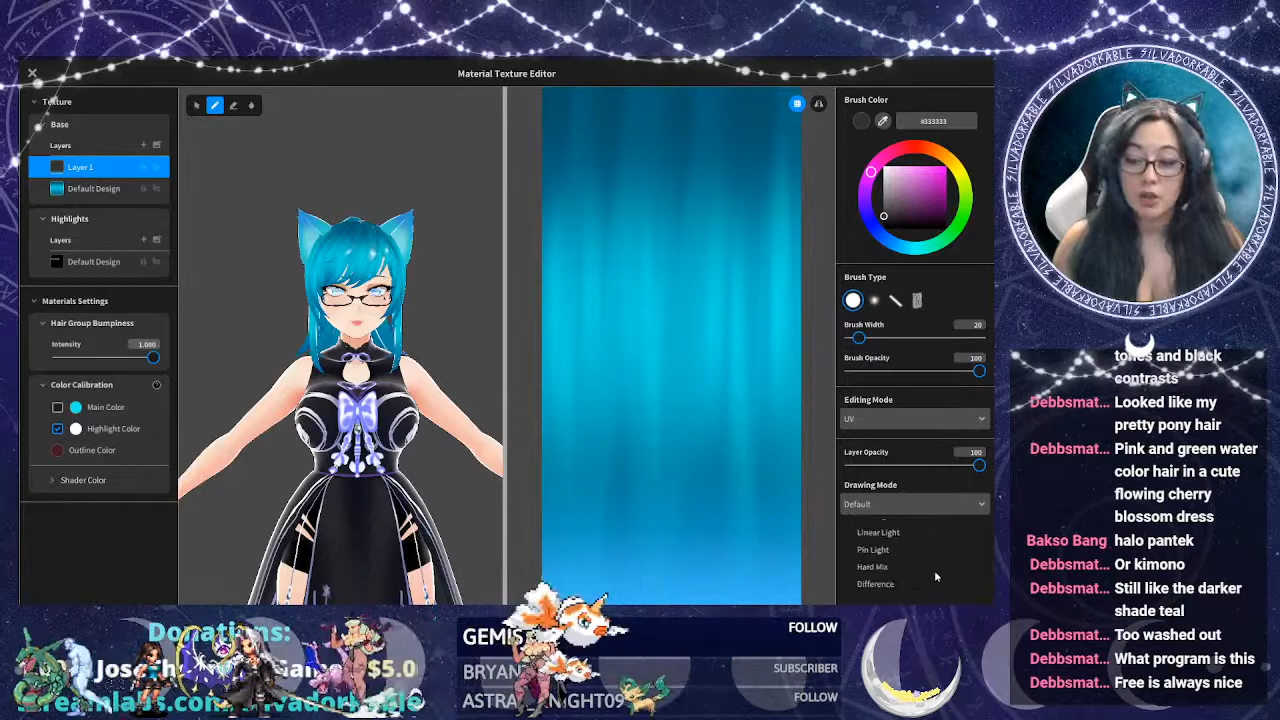 Material Texture Editor
Texture
Base
Layers
Layer 1
Default Design
Highlights
Layers
Default Design
Materials Settings
Hair Group Bumpiness
Intensity
1.000
Color Calibration
Main Color
Highlight Color
Outline Color
Shader Color
Brush Color
#333333
Brush Type
Brush Width
20
Brush Opacity
100
Editing Mode
UV
Layer Opacity
100
Drawing Mode
Default
Linear Light
Pin Light
Hard Mix
Difference
SILVADORKABLE SILVADORKABLE
tones and black
contrasts
Debbsmat... Looked like my
pretty pony hair
Debbsmat... Pink and green water
color hair in a cute
flowing cherry
blossom dress
Bakso Bang halo pantek
Debbsmat... Or kimono
Debbsmat... Still like the darker
shade teal
Debbsmat... Too washed out
Debbsmat... What program is this
Debbsmat... Free is always nice
Donations:
$5.0
GEMIS
FOLLOW
BRYAN
SUBSCRIBER
ASTRA
NIGHT09
FOLLOW